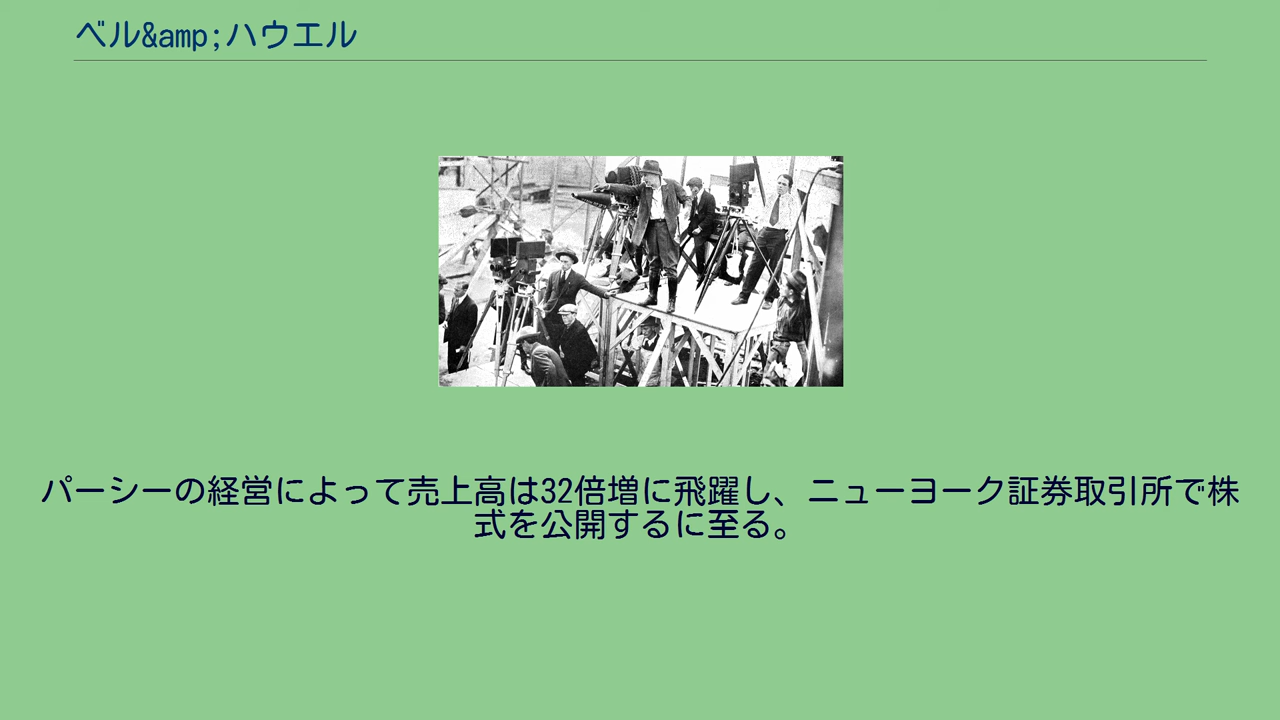 ベル&amp;ハウエル
パーシーの経営によって売上高は32倍増に飛躍し、ニューヨーク証券取引所で株
式を公開するに至る。